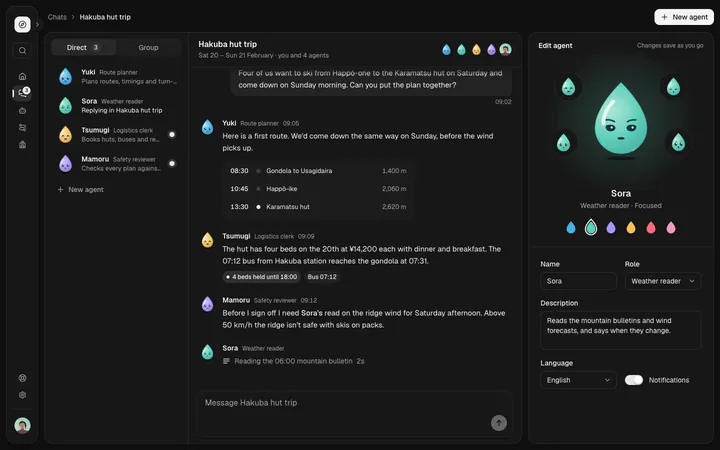 Chats
Hakuba hut trip
New agent
3
Direct 3
Group
Yuki Route planner
Plans routes, timings and turn-...
Sora Weather reader
Replying in Hakuba hut trip
Tsumugi Logistics clerk
Books huts, buses and re...
Mamoru Safety reviewer
Checks every plan agains...
New agent
Hakuba hut trip
Sat 20 – Sun 21 February · you and 4 agents
Four of us want to ski from Happō-one to the Karamatsu hut on Saturday and
come down on Sunday morning. Can you put the plan together?
09:02
Yuki Route planner 09:05
Here is a first route. We'd come down the same way on Sunday, before the wind
picks up.
08:30 Gondola to Usagidaira 1,400 m
10:45 Happō-ike 2,060 m
13:30 Karamatsu hut 2,620 m
Tsumugi Logistics clerk 09:09
The hut has four beds on the 20th at ¥14,200 each with dinner and breakfast. The
07:12 bus from Hakuba station reaches the gondola at 07:31.
4 beds held until 18:00 Bus 07:12
Mamoru Safety reviewer 09:12
Before I sign off I need Sora's read on the ridge wind for Saturday afternoon. Above
50 km/h the ridge isn't safe with skis on packs.
Sora Weather reader
Reading the 06:00 mountain bulletin 2s
Message Hakuba hut trip
Edit agent
Changes save as you go
Sora
Weather reader · Focused
Name
Role
Sora
Weather reader
Description
Reads the mountain bulletins and wind
forecasts, and says when they change.
Language
English
Notifications